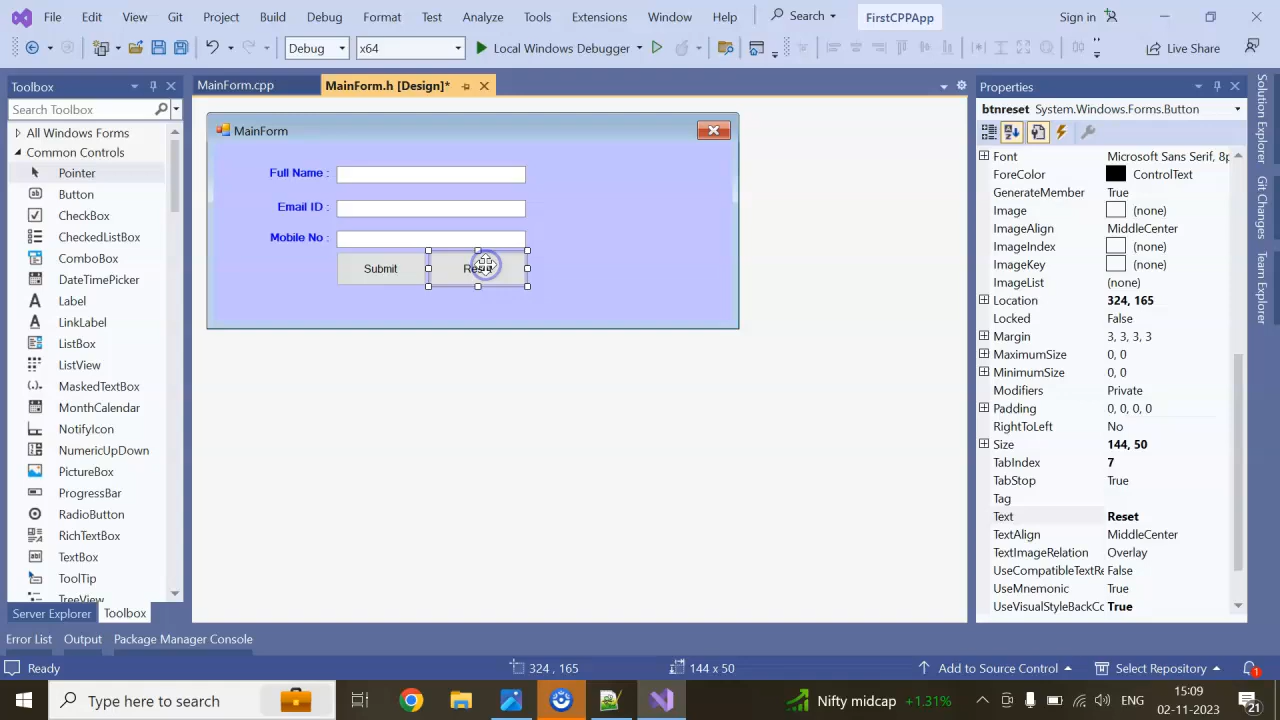 File Edit View Git Project Build Debug Format Test Analyze Tools Extensions Window Help Search FirstCPPApp Sign in
Debug x64 Local Windows Debugger Live Share
Toolbox
Search Toolbox
All Windows Forms
Common Controls
Pointer
Button
CheckBox
CheckedListBox
ComboBox
DateTimePicker
Label
LinkLabel
ListBox
ListView
MaskedTextBox
MonthCalendar
NotifyIcon
NumericUpDown
PictureBox
ProgressBar
RadioButton
RichTextBox
TextBox
ToolTip
TreeView
Server Explorer Toolbox
MainForm.cpp MainForm.h [Design]*
MainForm
Full Name :
Email ID :
Mobile No :
Submit
Properties
btnreset System.Windows.Forms.Button
Font Microsoft Sans Serif, 8p
ForeColor ControlText
GenerateMember True
Image (none)
ImageAlign MiddleCenter
ImageIndex (none)
ImageKey (none)
ImageList (none)
Location 324, 165
Locked False
Margin 3, 3, 3, 3
MaximumSize 0, 0
MinimumSize 0, 0
Modifiers Private
Padding 0, 0, 0, 0
RightToLeft No
Size 144, 50
TabIndex 7
TabStop True
Tag
Text Reset
TextAlign MiddleCenter
TextImageRelation Overlay
UseCompatibleTextRe False
UseMnemonic True
UseVisualStyleBackCo True
Solution Explorer
Git Changes
Team Explorer
Error List Output Package Manager Console
Ready 324 , 165 144 x 50 Add to Source Control Select Repository 1
Type here to search Nifty midcap +1.31% ENG 15:09
02-11-2023 21